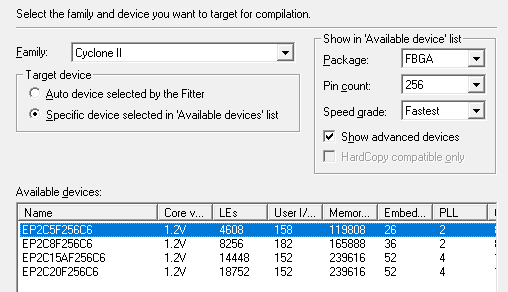 Select the family and device you want to target for compilation.
Family: Cyclone II
Show in 'Available device' list
Package: FBGA
Pin count: 256
Speed grade: Fastest
Show advanced devices
HardCopy compatible only
Target device
Auto device selected by the Fitter
Specific device selected in 'Available devices' list
Available devices:
Name Core v... LEs User I/... Memor... Embed... PLL
EP2C5F256C6 1.2V 4608 158 119808 26 2
EP2C8F256C6 1.2V 8256 182 165888 36 2
EP2C15AF256C6 1.2V 14448 152 239616 52 4
EP2C20F256C6 1.2V 18752 152 239616 52 4